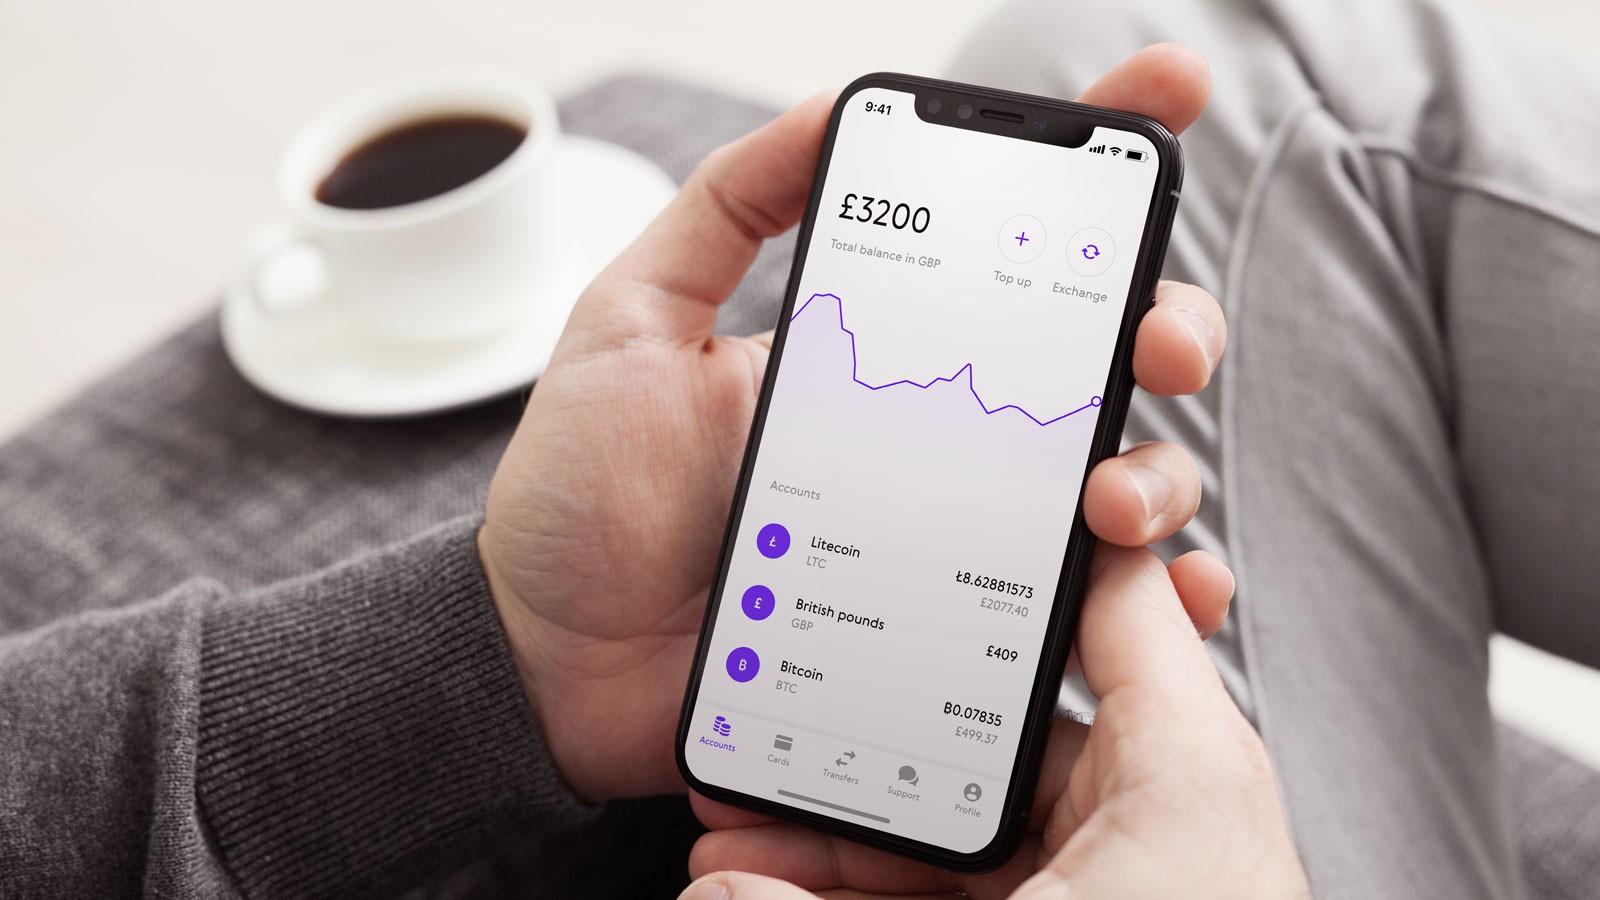 9:41
£3200
Total balance in GBP
Top up
Exchange
Accounts
Litecoin
LTC
Ł8.62881573
£2077.40
British pounds
GBP
£409
Bitcoin
BTC
฿0.07835
£499.37
Accounts
Cards
Transfers
Support
Profile